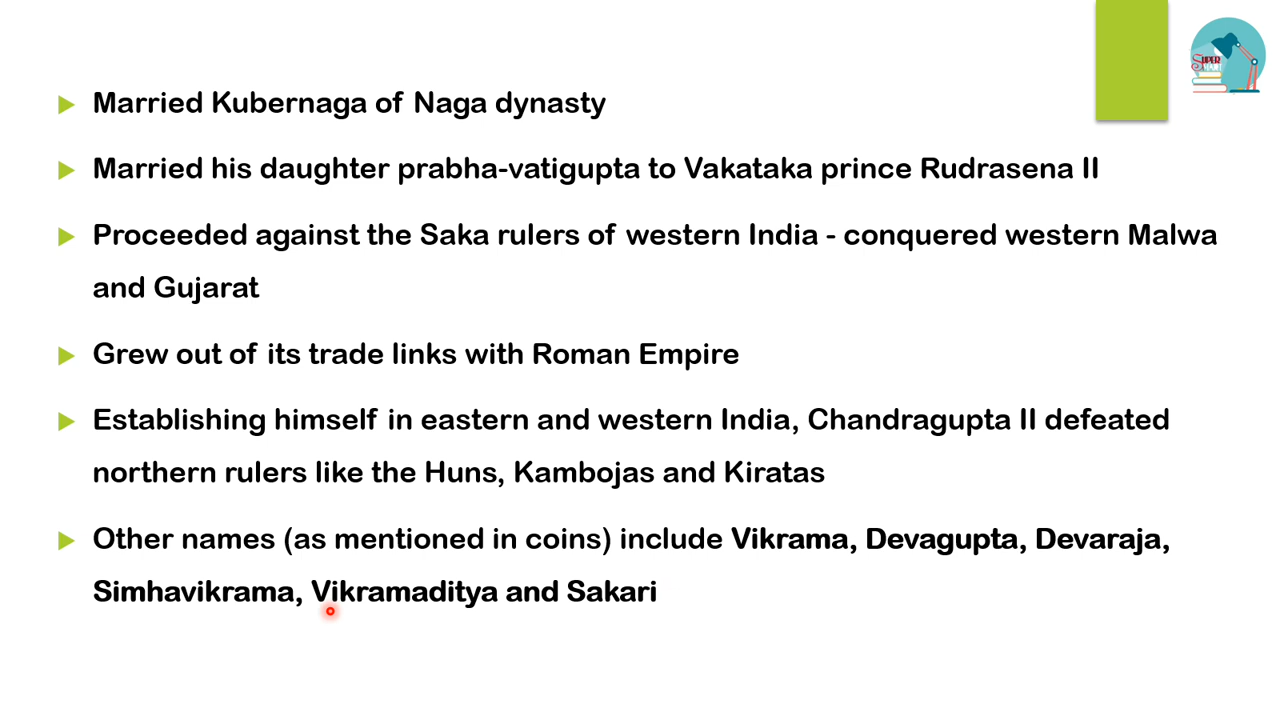 SUPER
Married Kubernaga of Naga dynasty
Married his daughter prabha-vatigupta to Vakataka prince Rudrasena II
Proceeded against the Saka rulers of western India - conquered western Malwa
and Gujarat
Grew out of its trade links with Roman Empire
Establishing himself in eastern and western India, Chandragupta II defeated
northern rulers like the Huns, Kambojas and Kiratas
Other names (as mentioned in coins) include Vikrama, Devagupta, Devaraja,
Simhavikrama, Vikramaditya and Sakari